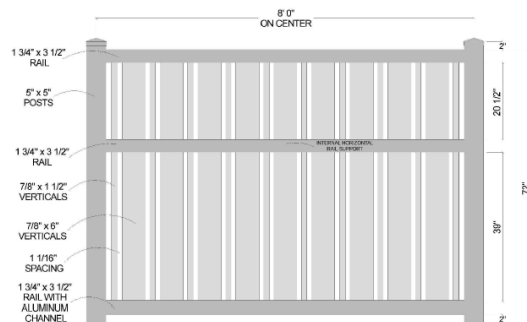 8' 0"
ON CENTER
1 3/4" x 3 1/2"
RAIL
5" x 5"
POSTS
1 3/4" x 3 1/2"
RAIL
7/8" x 1 1/2"
VERTICALS
7/8" x 6"
VERTICALS
1 1/16"
SPACING
1 3/4" x 3 1/2"
RAIL WITH
ALUMINUM
CHANNEL
INTERNAL HORIZONTAL
RAIL SUPPORT
2"
20 1/2"
72"
39"
2"